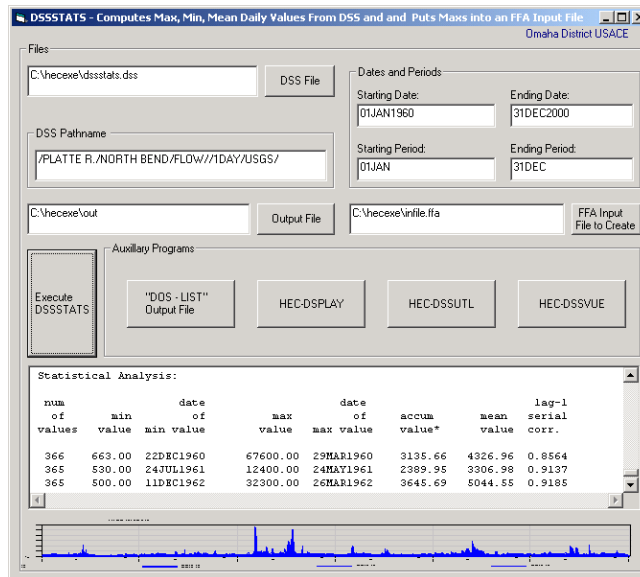 DSSSTATS - Computes Max, Min, Mean Daily Values From DSS and and Puts Maxs into an FFA Input File
Omaha District USACE
Files
C:\hecexe\dssstats.dss
DSS File
Dates and Periods
Starting Date:
Ending Date:
01JAN1960
31DEC2000
DSS Pathname
/PLATTE R./NORTH BEND/FLOW//1DAY/USGS/
Starting Period:
Ending Period:
01JAN
31DEC
C:\hecexe\out
Output File
C:\hecexe\infile.ffa
FFA Input
File to Create
Auxillary Programs
Execute
DSSSTATS
"DOS - LIST"
Output File
HEC-DSPLAY
HEC-DSSUTL
HEC-DSSVUE
Statistical Analysis:
num date date lag-1
of min of max of accum mean serial
values value min value value max value value* value corr.
366 663.00 22DEC1960 67600.00 29MAR1960 3135.66 4326.96 0.8564
365 530.00 24JUL1961 12400.00 24MAY1961 2389.95 3306.98 0.9137
365 500.00 11DEC1962 32300.00 26MAR1962 3645.69 5044.55 0.9185